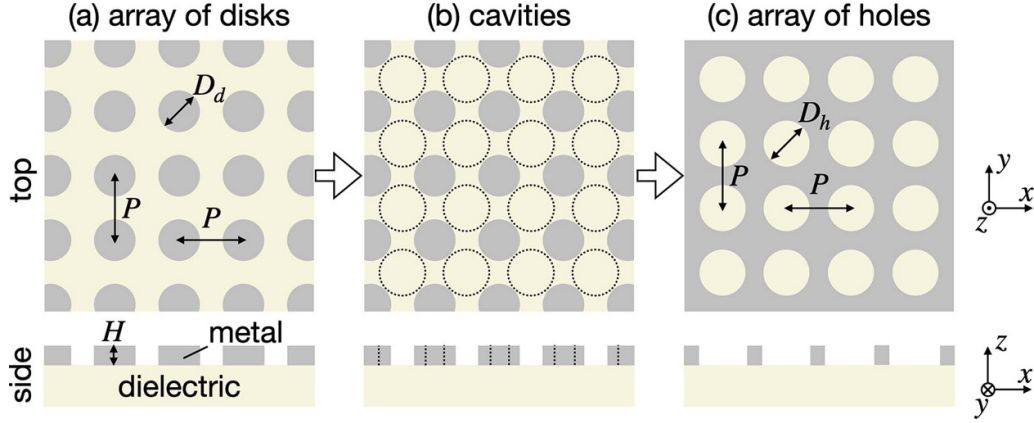 (a) array of disks
(b) cavities
(c) array of holes
top
D_d
P
P
D_h
P
P
y
x
z
side
H
metal
dielectric
z
x
y